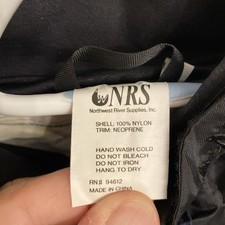 NRS
Northwest River Supplies, Inc.
SHELL: 100% NYLON
TRIM: NEOPRENE
HAND WASH COLD
DO NOT BLEACH
DO NOT IRON
HANG TO DRY
RN# 94612
MADE IN CHINA